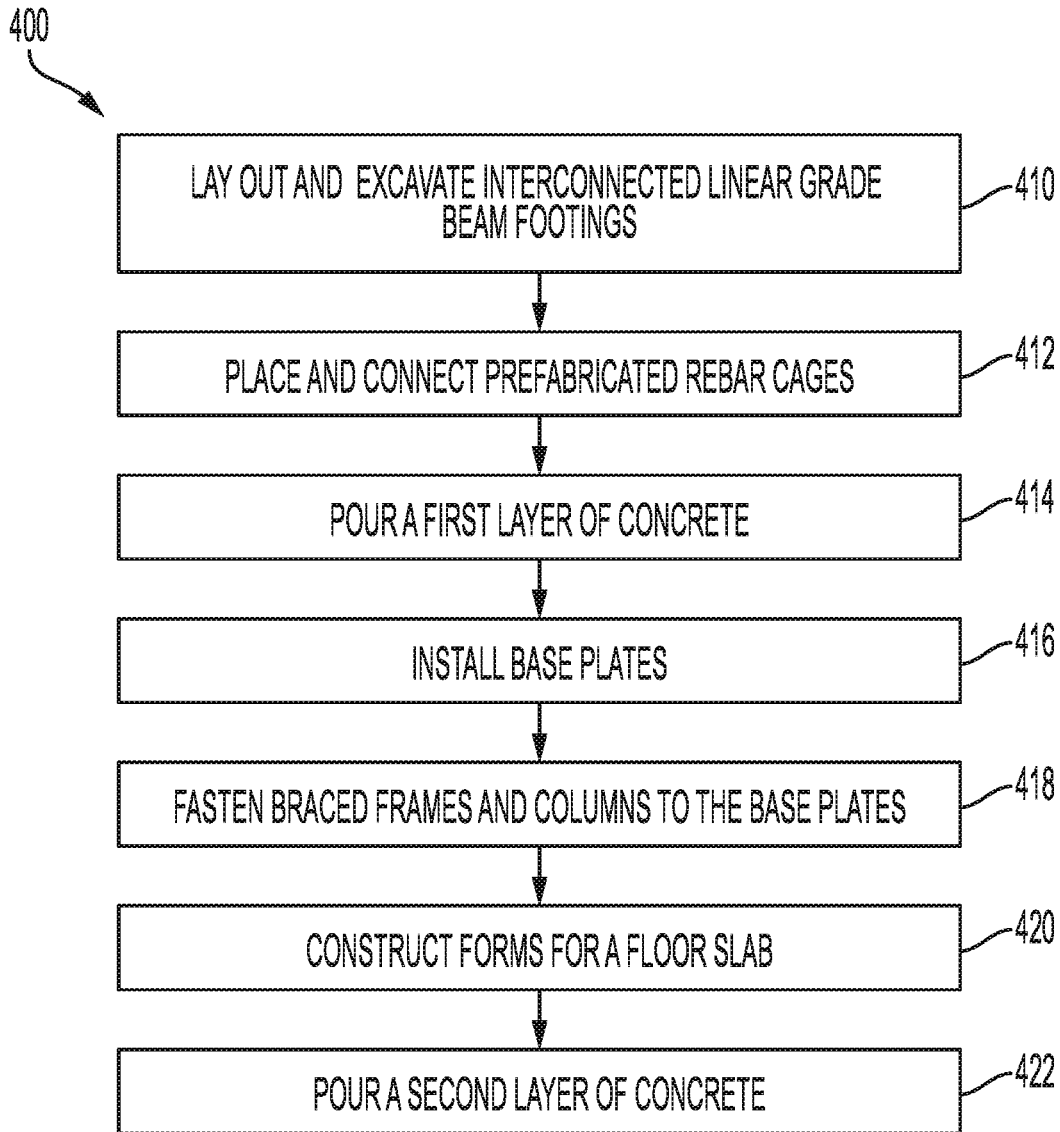 400
LAY OUT AND EXCAVATE INTERCONNECTED LINEAR GRADE
BEAM FOOTINGS
410
PLACE AND CONNECT PREFABRICATED REBAR CAGES
412
POUR A FIRST LAYER OF CONCRETE
414
INSTALL BASE PLATES
416
FASTEN BRACED FRAMES AND COLUMNS TO THE BASE PLATES
418
CONSTRUCT FORMS FOR A FLOOR SLAB
420
POUR A SECOND LAYER OF CONCRETE
422